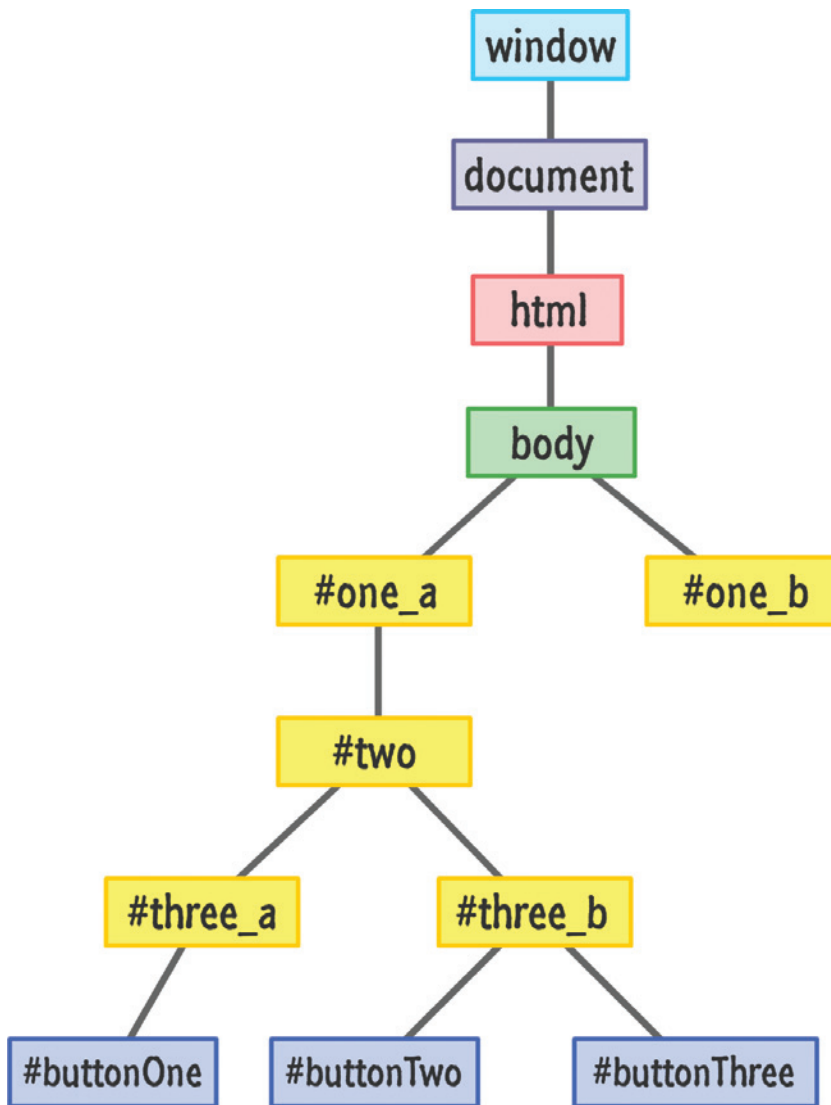 window
document
html
body
#one_a
#one_b
#two
#three_a
#three_b
#buttonOne
#buttonTwo
#buttonThree